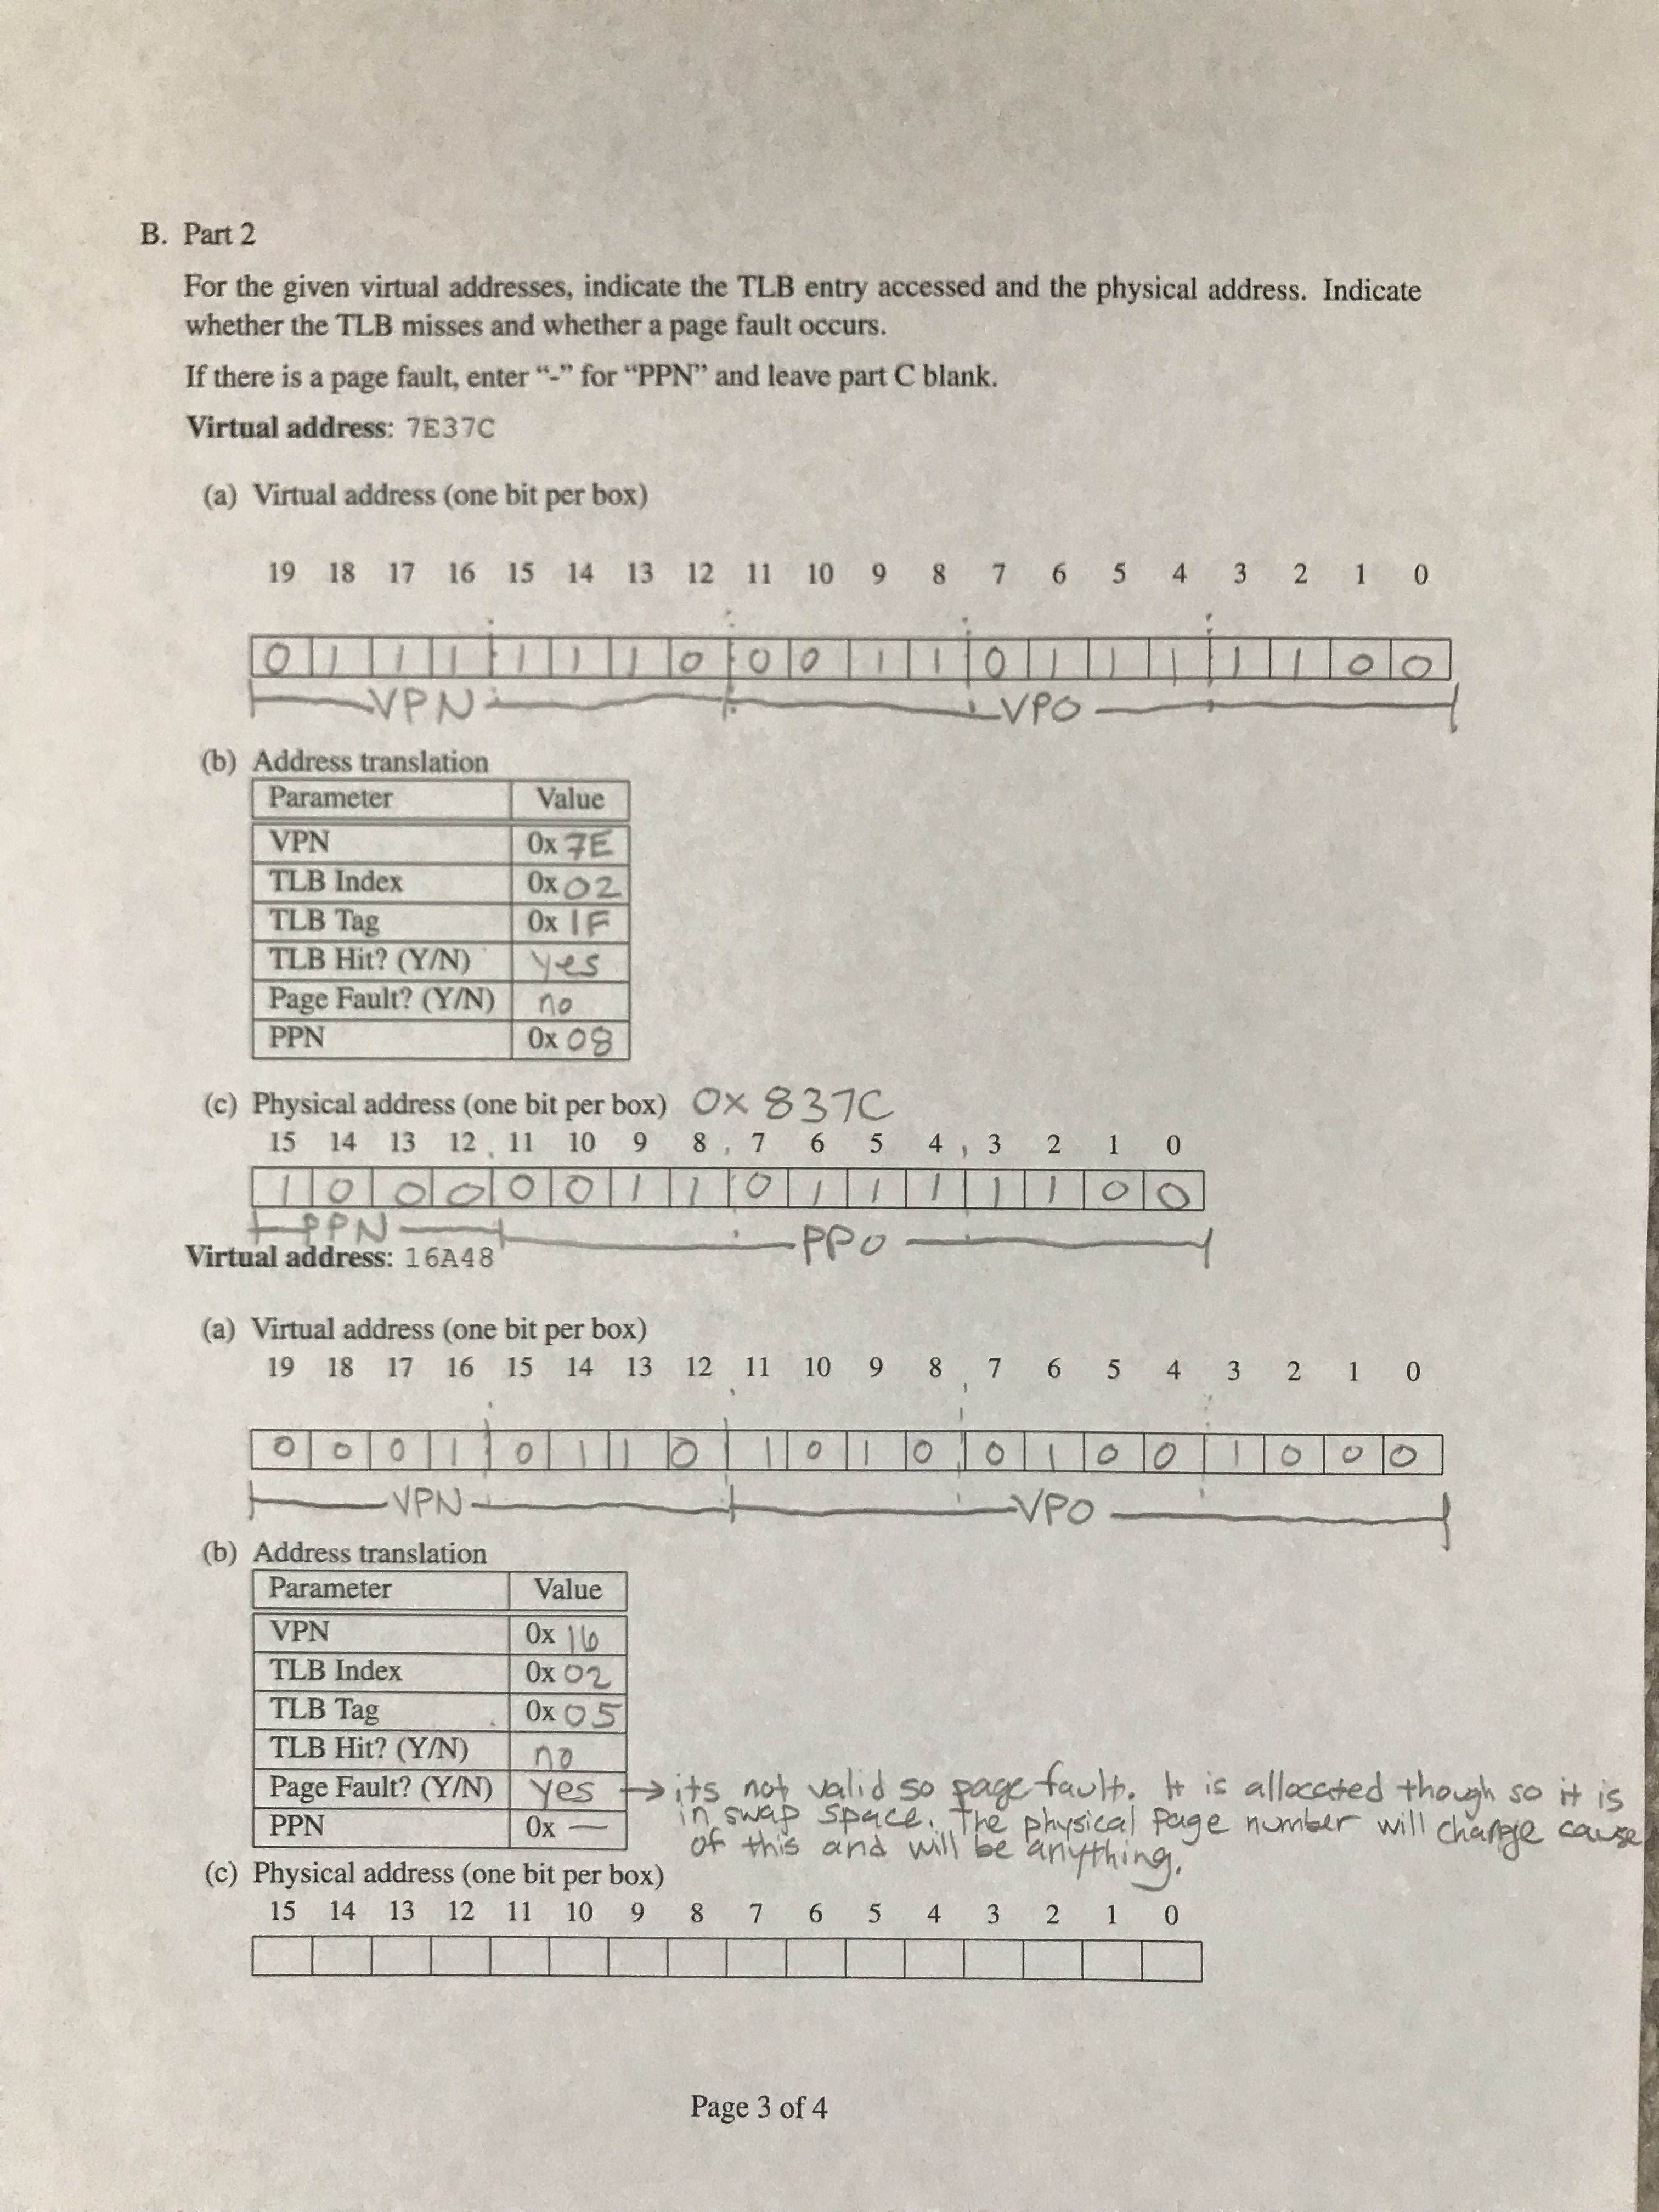 B. Part 2
For the given virtual addresses, indicate the TLB entry accessed and the physical address. Indicate
whether the TLB misses and whether a page fault occurs.
If there is a page fault, enter “-” for “PPN” and leave part C blank.
Virtual address: 7E37C
(a) Virtual address (one bit per box)
19 18 17 16 15 14 13 12 11 10 9 8 7 6 5 4 3 2 1 0
0 1 1 1 1 1 1 0 0 0 1 1 0 1 1 1 1 1 0 0
VPN VPO
(b) Address translation
Parameter Value
VPN 0x 7E
TLB Index 0x 02
TLB Tag 0x 1F
TLB Hit? (Y/N) yes
Page Fault? (Y/N) no
PPN 0x 08
(c) Physical address (one bit per box) 0x 837C
15 14 13 12 11 10 9 8 7 6 5 4 3 2 1 0
1 0 0 0 0 0 1 1 0 1 1 1 1 1 0 0
PPN PPO
Virtual address: 16A48
(a) Virtual address (one bit per box)
19 18 17 16 15 14 13 12 11 10 9 8 7 6 5 4 3 2 1 0
0 0 0 1 0 1 1 0 1 0 1 0 0 1 0 0 1 0 0 0
VPN VPO
(b) Address translation
Parameter Value
VPN 0x 16
TLB Index 0x 02
TLB Tag 0x 05
TLB Hit? (Y/N) no
Page Fault? (Y/N) yes → its not valid so page fault. It is allocated though so it is
in swap space. The physical page number will change cause
of this and will be anything.
PPN 0x —
(c) Physical address (one bit per box)
15 14 13 12 11 10 9 8 7 6 5 4 3 2 1 0
Page 3 of 4